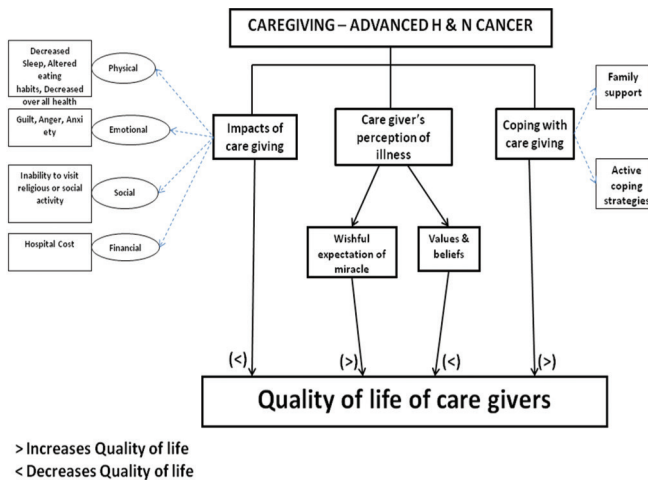 CAREGIVING – ADVANCED H & N CANCER
Decreased
Sleep, Altered
eating
habits, Decreased
over all health
Physical
Guilt, Anger, Anxi
ety
Emotional
Inability to visit
religious or social
activity
Social
Hospital Cost
Financial
Impacts of
care giving
Care giver's
perception of
illness
Coping with
care giving
Family
support
Active
coping
strategies
Wishful
expectation of
miracle
Values &
beliefs
(<)
(>)
(<)
(>)
Quality of life of care givers
> Increases Quality of life
< Decreases Quality of life